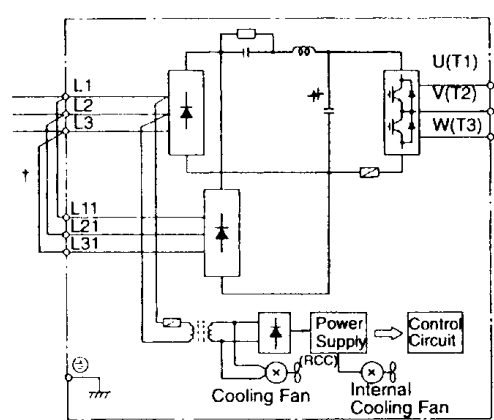 L1
L2
L3
U(T1)
V(T2)
W(T3)
L11
L21
L31
Power
Supply
Control
Circuit
(RCC)
Cooling Fan
Internal
Cooling Fan